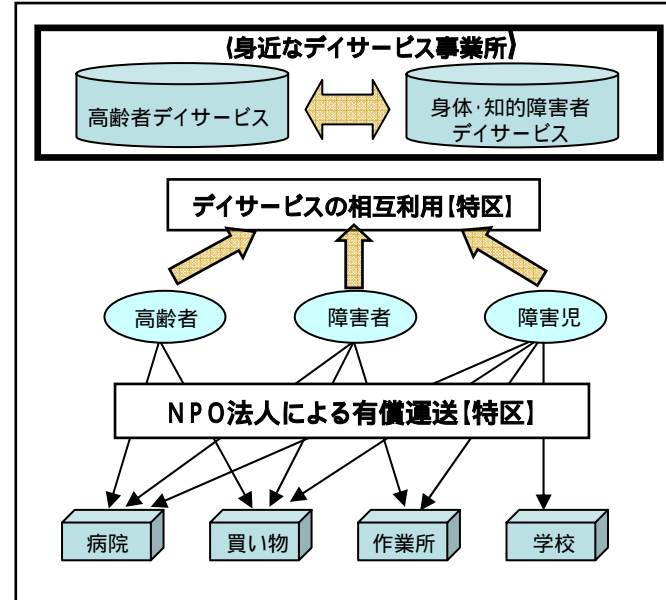 (身近なデイサービス事業所)
高齢者デイサービス
身体・知的障害者
デイサービス
デイサービスの相互利用【特区】
高齢者
障害者
障害児
NPO法人による有償運送【特区】
病院
買い物
作業所
学校